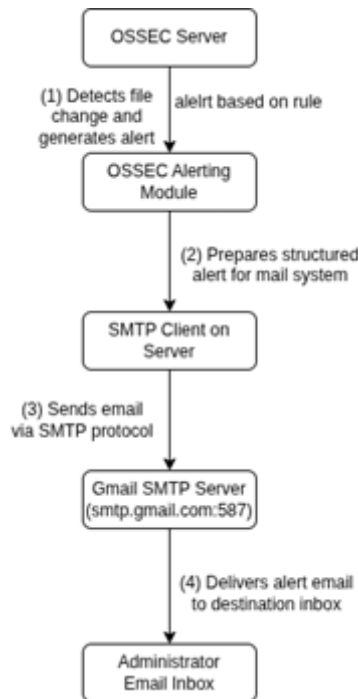 OSSEC Server
(1) Detects file
change and
generates alert
alelrt based on rule
OSSEC Alerting
Module
(2) Prepares structured
alert for mail system
SMTP Client on
Server
(3) Sends email
via SMTP protocol
Gmail SMTP Server
(smtp.gmail.com:587)
(4) Delivers alert email
to destination inbox
Administrator
Email Inbox